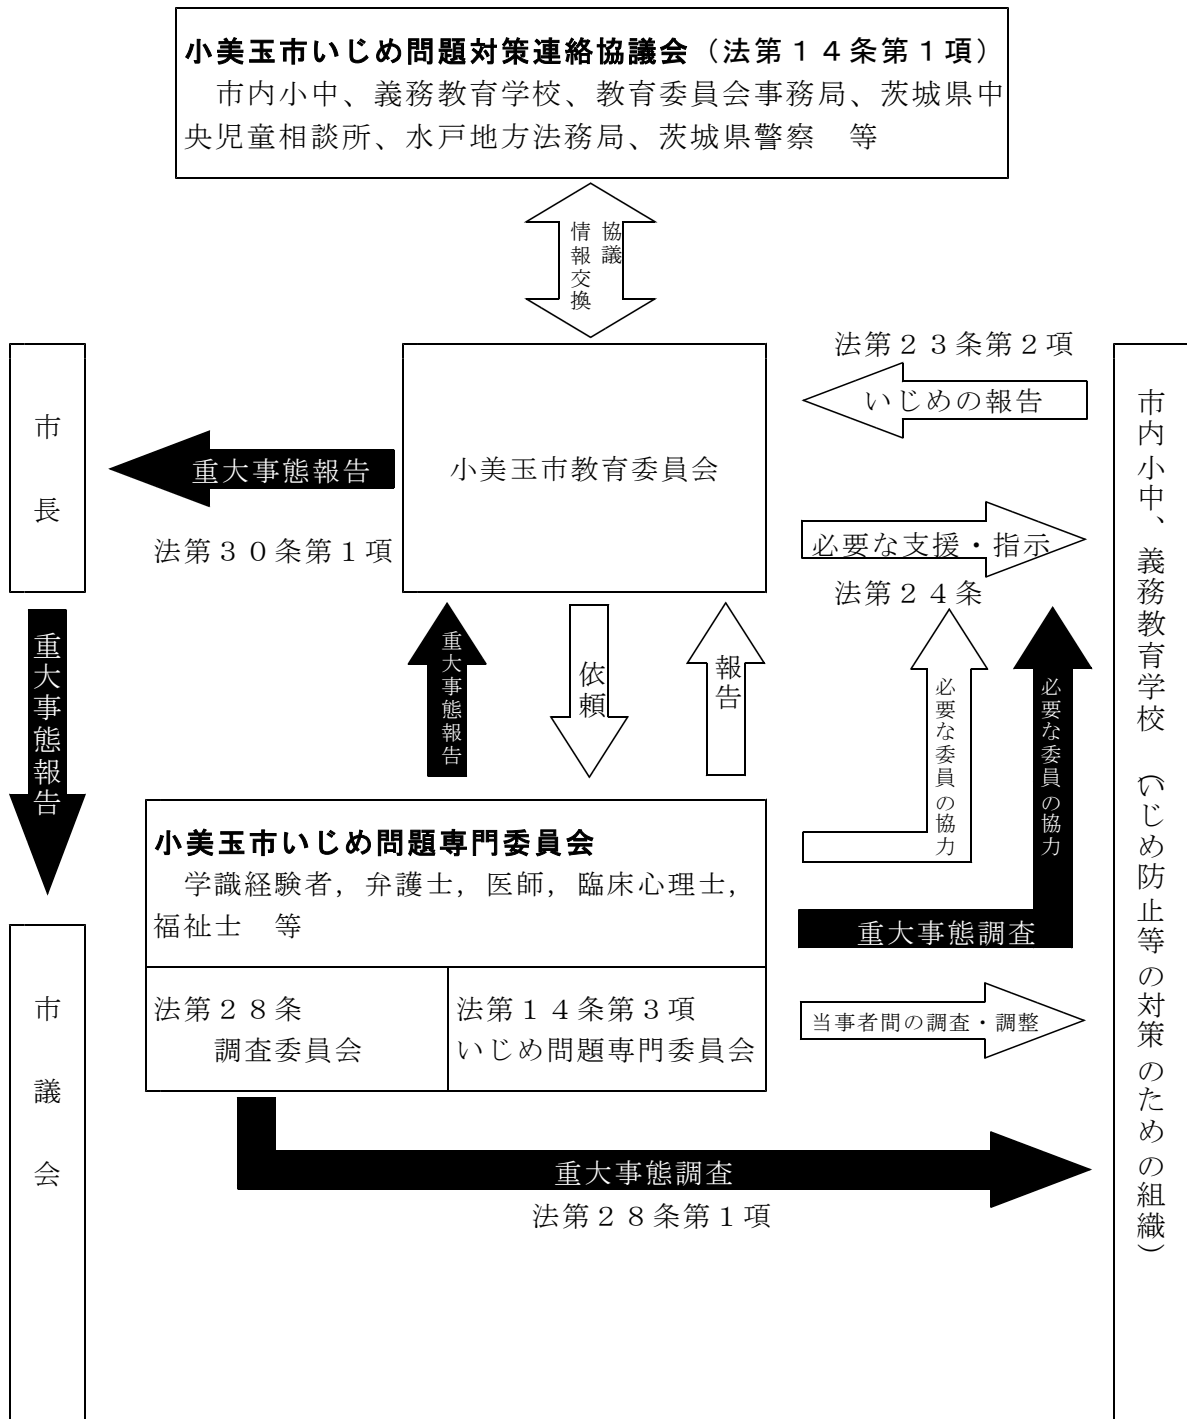 小美玉市いじめ問題対策連絡協議会（法第１４条第１項）
市内小中、義務教育学校、教育委員会事務局、茨城県中
央児童相談所、水戸地方法務局、茨城県警察　等
協議
情報交換
法第２３条第２項
いじめの報告
市長
重大事態報告
小美玉市教育委員会
法第３０条第１項
必要な支援・指示
法第２４条
市内小中、義務教育学校　（いじめ防止等の対策のための組織）
重大事態報告
重大事態報告
依頼
報告
必要な委員の協力
必要な委員の協力
小美玉市いじめ問題専門委員会
学識経験者，弁護士，医師，臨床心理士，
福祉士　等
重大事態調査
法第２８条
調査委員会
法第１４条第３項
いじめ問題専門委員会
当事者間の調査・調整
市議会
重大事態調査
法第２８条第１項